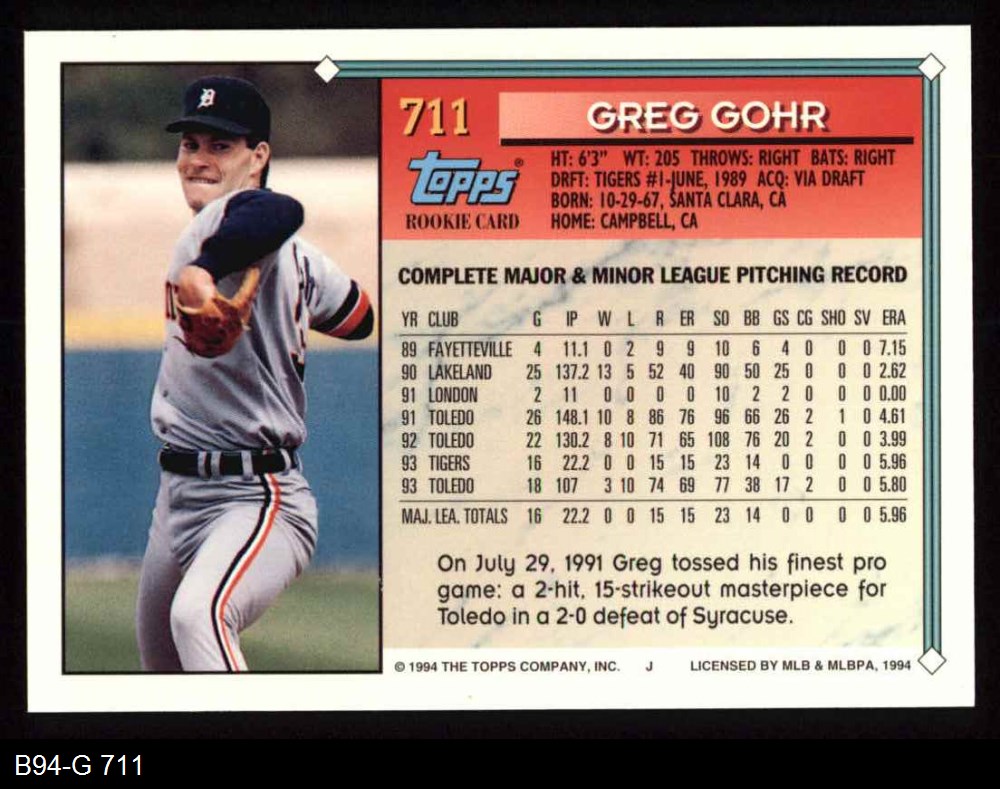 711
GREG GOHR
Topps®
ROOKIE CARD
HT: 6'3" WT: 205 THROWS: RIGHT BATS: RIGHT
DRFT: TIGERS #1-JUNE, 1989 ACQ: VIA DRAFT
BORN: 10-29-67, SANTA CLARA, CA
HOME: CAMPBELL, CA
COMPLETE MAJOR & MINOR LEAGUE PITCHING RECORD
YR CLUB G IP W L R ER SO BB GS CG SHO SV ERA
89 FAYETTEVILLE 4 11.1 0 2 9 9 10 6 4 0 0 0 7.15
90 LAKELAND 25 137.2 13 5 52 40 90 50 25 0 0 0 2.62
91 LONDON 2 11 0 0 0 0 10 2 2 0 0 0 0.00
91 TOLEDO 26 148.1 10 8 86 76 96 66 26 2 1 0 4.61
92 TOLEDO 22 130.2 8 10 71 65 108 76 20 2 0 0 3.99
93 TIGERS 16 22.2 0 0 15 15 23 14 0 0 0 0 5.96
93 TOLEDO 18 107 3 10 74 69 77 38 17 2 0 0 5.80
MAJ. LEA. TOTALS 16 22.2 0 0 15 15 23 14 0 0 0 0 5.96
On July 29, 1991 Greg tossed his finest pro
game: a 2-hit, 15-strikeout masterpiece for
Toledo in a 2-0 defeat of Syracuse.
© 1994 THE TOPPS COMPANY, INC. J LICENSED BY MLB & MLBPA, 1994
B94-G 711